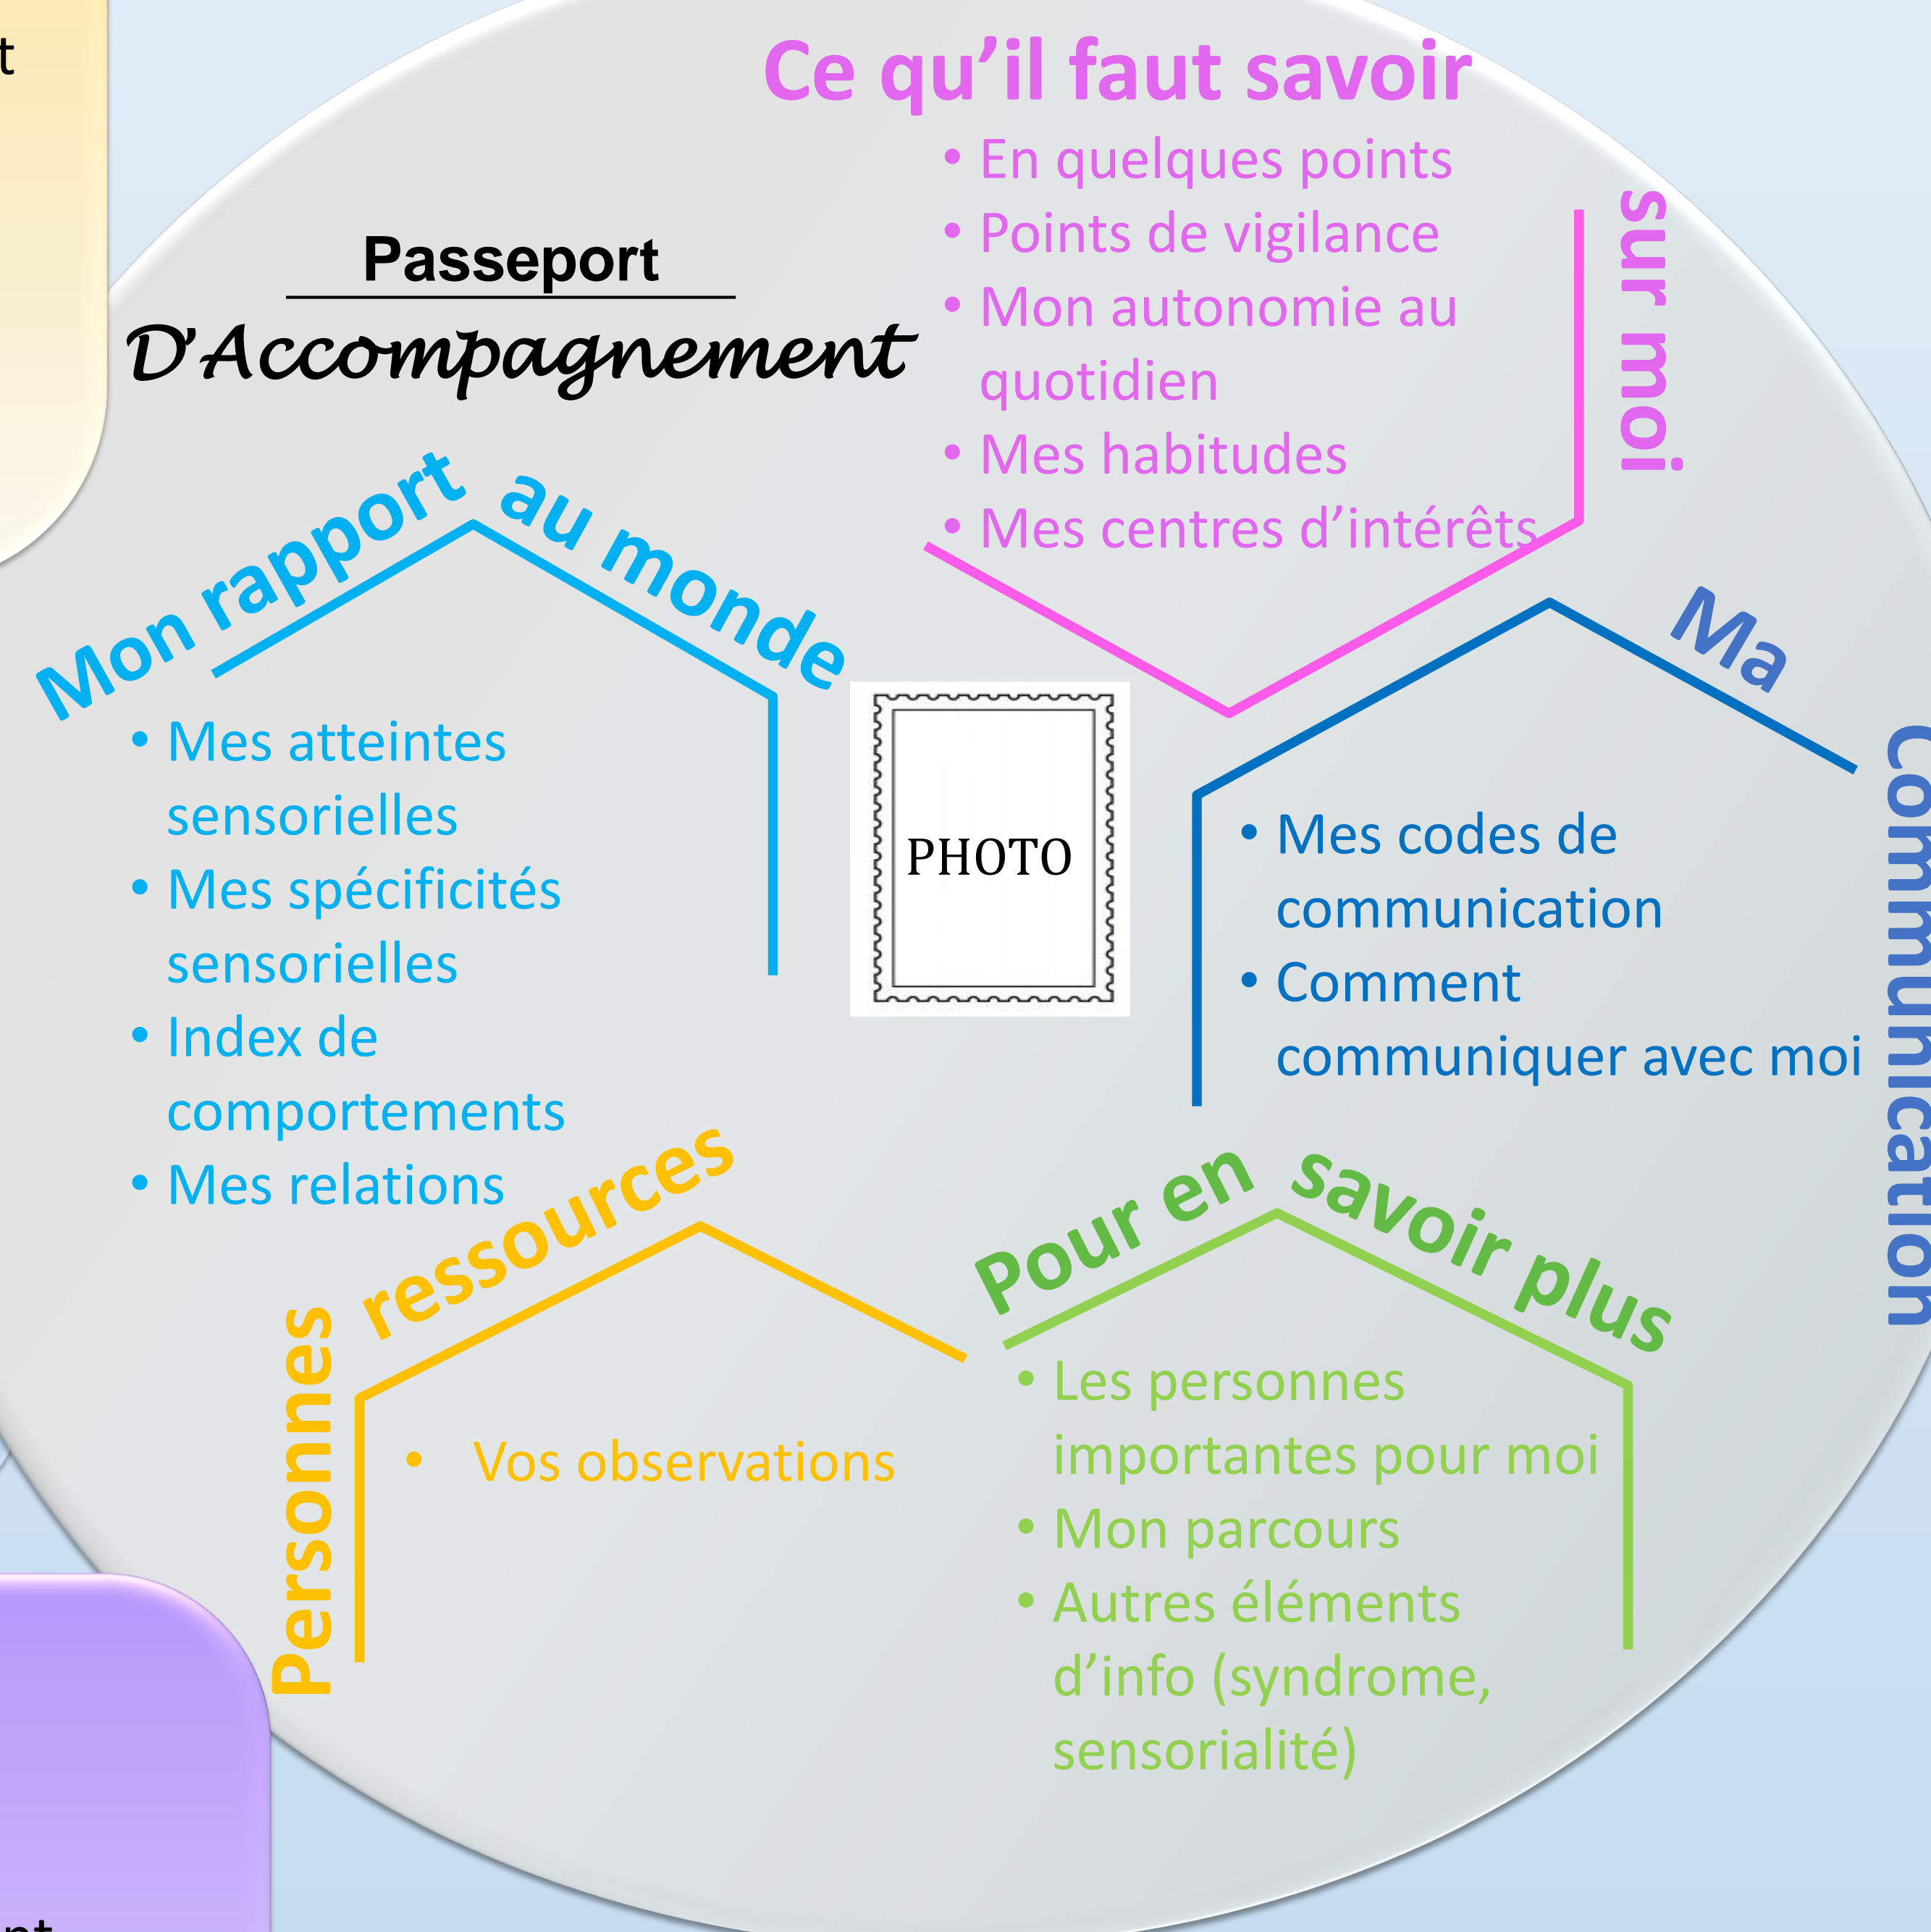 Passeport
D'Accompagnement
Ce qu'il faut savoir
sur moi
• En quelques points
• Points de vigilance
• Mon autonomie au
quotidien
• Mes habitudes
• Mes centres d'intérêts
Mon rapport au monde
• Mes atteintes
sensorielles
• Mes spécificités
sensorielles
• Index de
comportements
• Mes relations
PHOTO
Ma
Communication
• Mes codes de
communication
• Comment
communiquer avec moi
Personnes ressources
• Vos observations
Pour en savoir plus
• Les personnes
importantes pour moi
• Mon parcours
• Autres éléments
d'info (syndrome,
sensorialité)